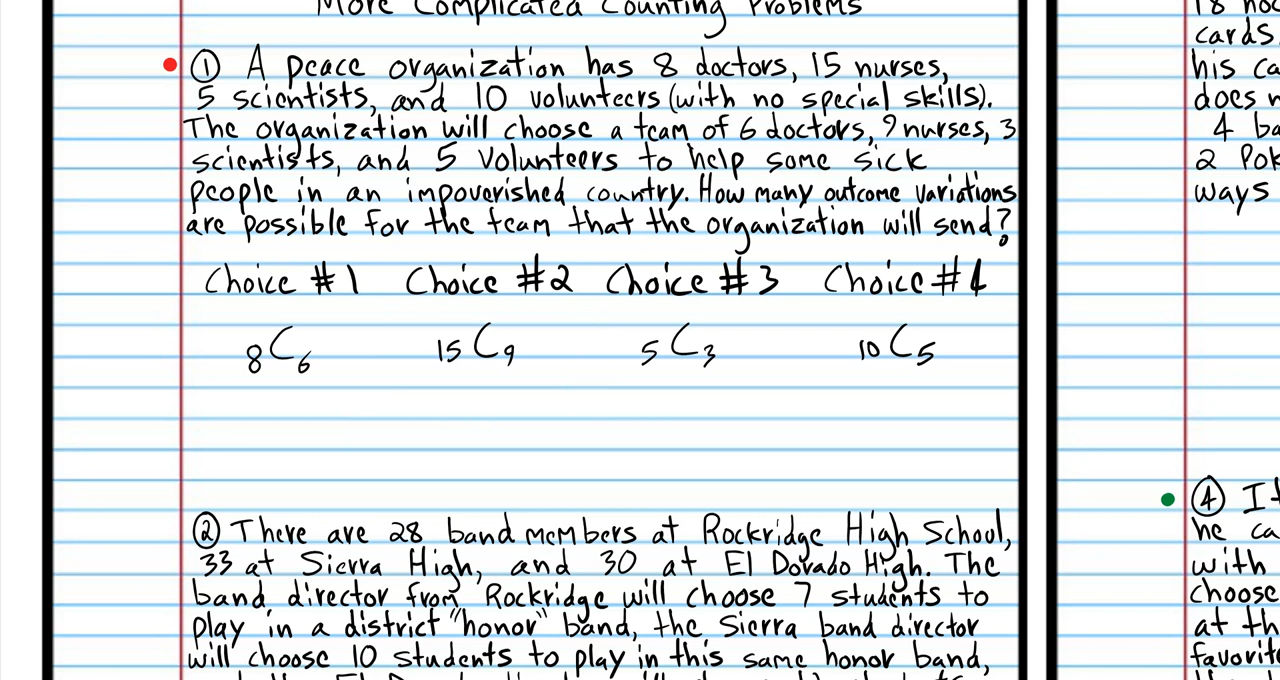 More Complicated Counting Problems
① A peace organization has 8 doctors, 15 nurses,
5 scientists, and 10 volunteers (with no special skills).
The organization will choose a team of 6 doctors, 9 nurses, 3
scientists, and 5 volunteers to help some sick
people in an impoverished country. How many outcome variations
are possible for the team that the organization will send?
Choice #1 Choice #2 Choice #3 Choice #4
8C6 15C9 5C3 10C5
② There are 28 band members at Rockridge High School,
33 at Sierra High, and 30 at El Dorado High. The
band director from Rockridge will choose 7 students to
play in a district "honor" band, the Sierra band director
will choose 10 students to play in this same honor band,
18
cards
his ca
does
4 ba
2 Pok
ways
④ I
he ca
with
choose
at th
favorit